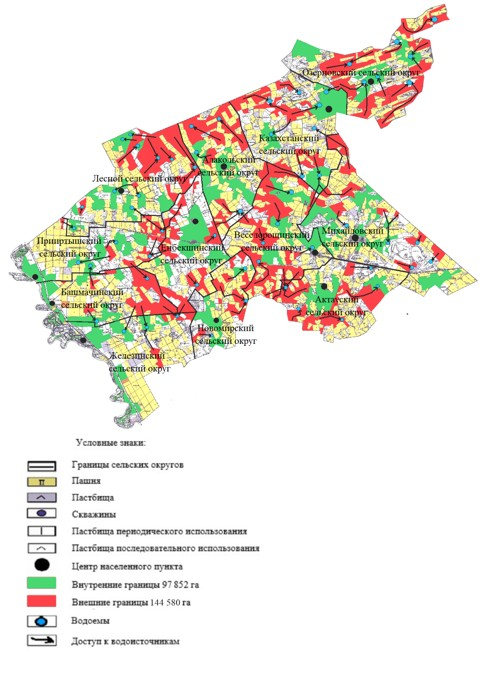 Озерновский сельский округ
Казахстанский
сельский округ
Алакольский
сельский округ
Лесной сельский округ
Михайловский
сельский округ
Веселорощинский
сельский округ
Прииртышский
сельский округ
Енбекшинский
сельский округ
Башмачинский
сельский округ
Актауский
сельский округ
Новомирский
сельский округ
Железинский
сельский округ
Условные знаки:
Границы сельских округов
Пашня
Пастбища
Скважины
Пастбища периодического использования
Пастбища последовательного использования
Центр населенного пункта
Внутренние границы 97 852 га
Внешние границы 144 580 га
Водоемы
Доступ к водоисточникам